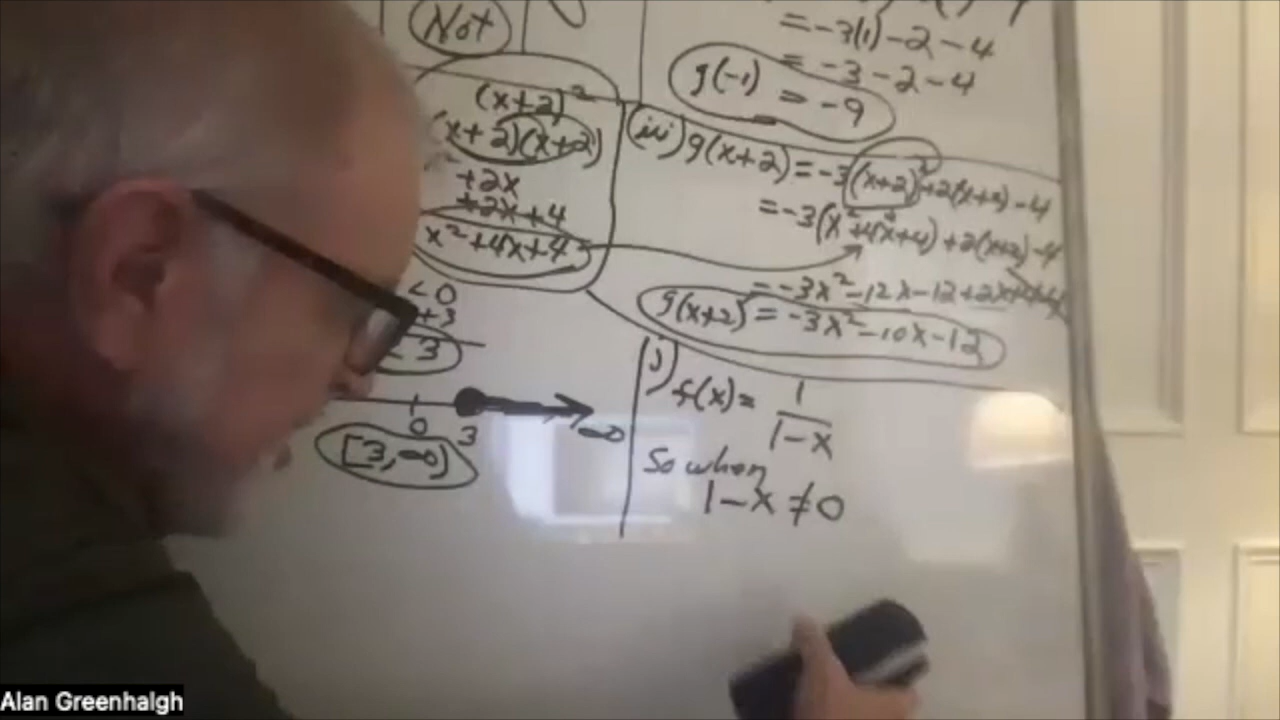 Not
(x+2)²
(x+2)(x+2)
+2x
+2x+4
x²+4x+4
<0
+3
3
0 3 ∞
[3,∞)
=-3(1)-2-4
= -3-2-4
g(-1) = -9
(iii) g(x+2)=-3(x+2)²+2(x+2)-4
=-3(x²+4x+4)+2(x+2)-4
=-3x²-12x-12+2x+4-4
g(x+2) = -3x²-10x-12
j) f(x)= 1
1-x
So when
1-x≠0
Alan Greenhalgh